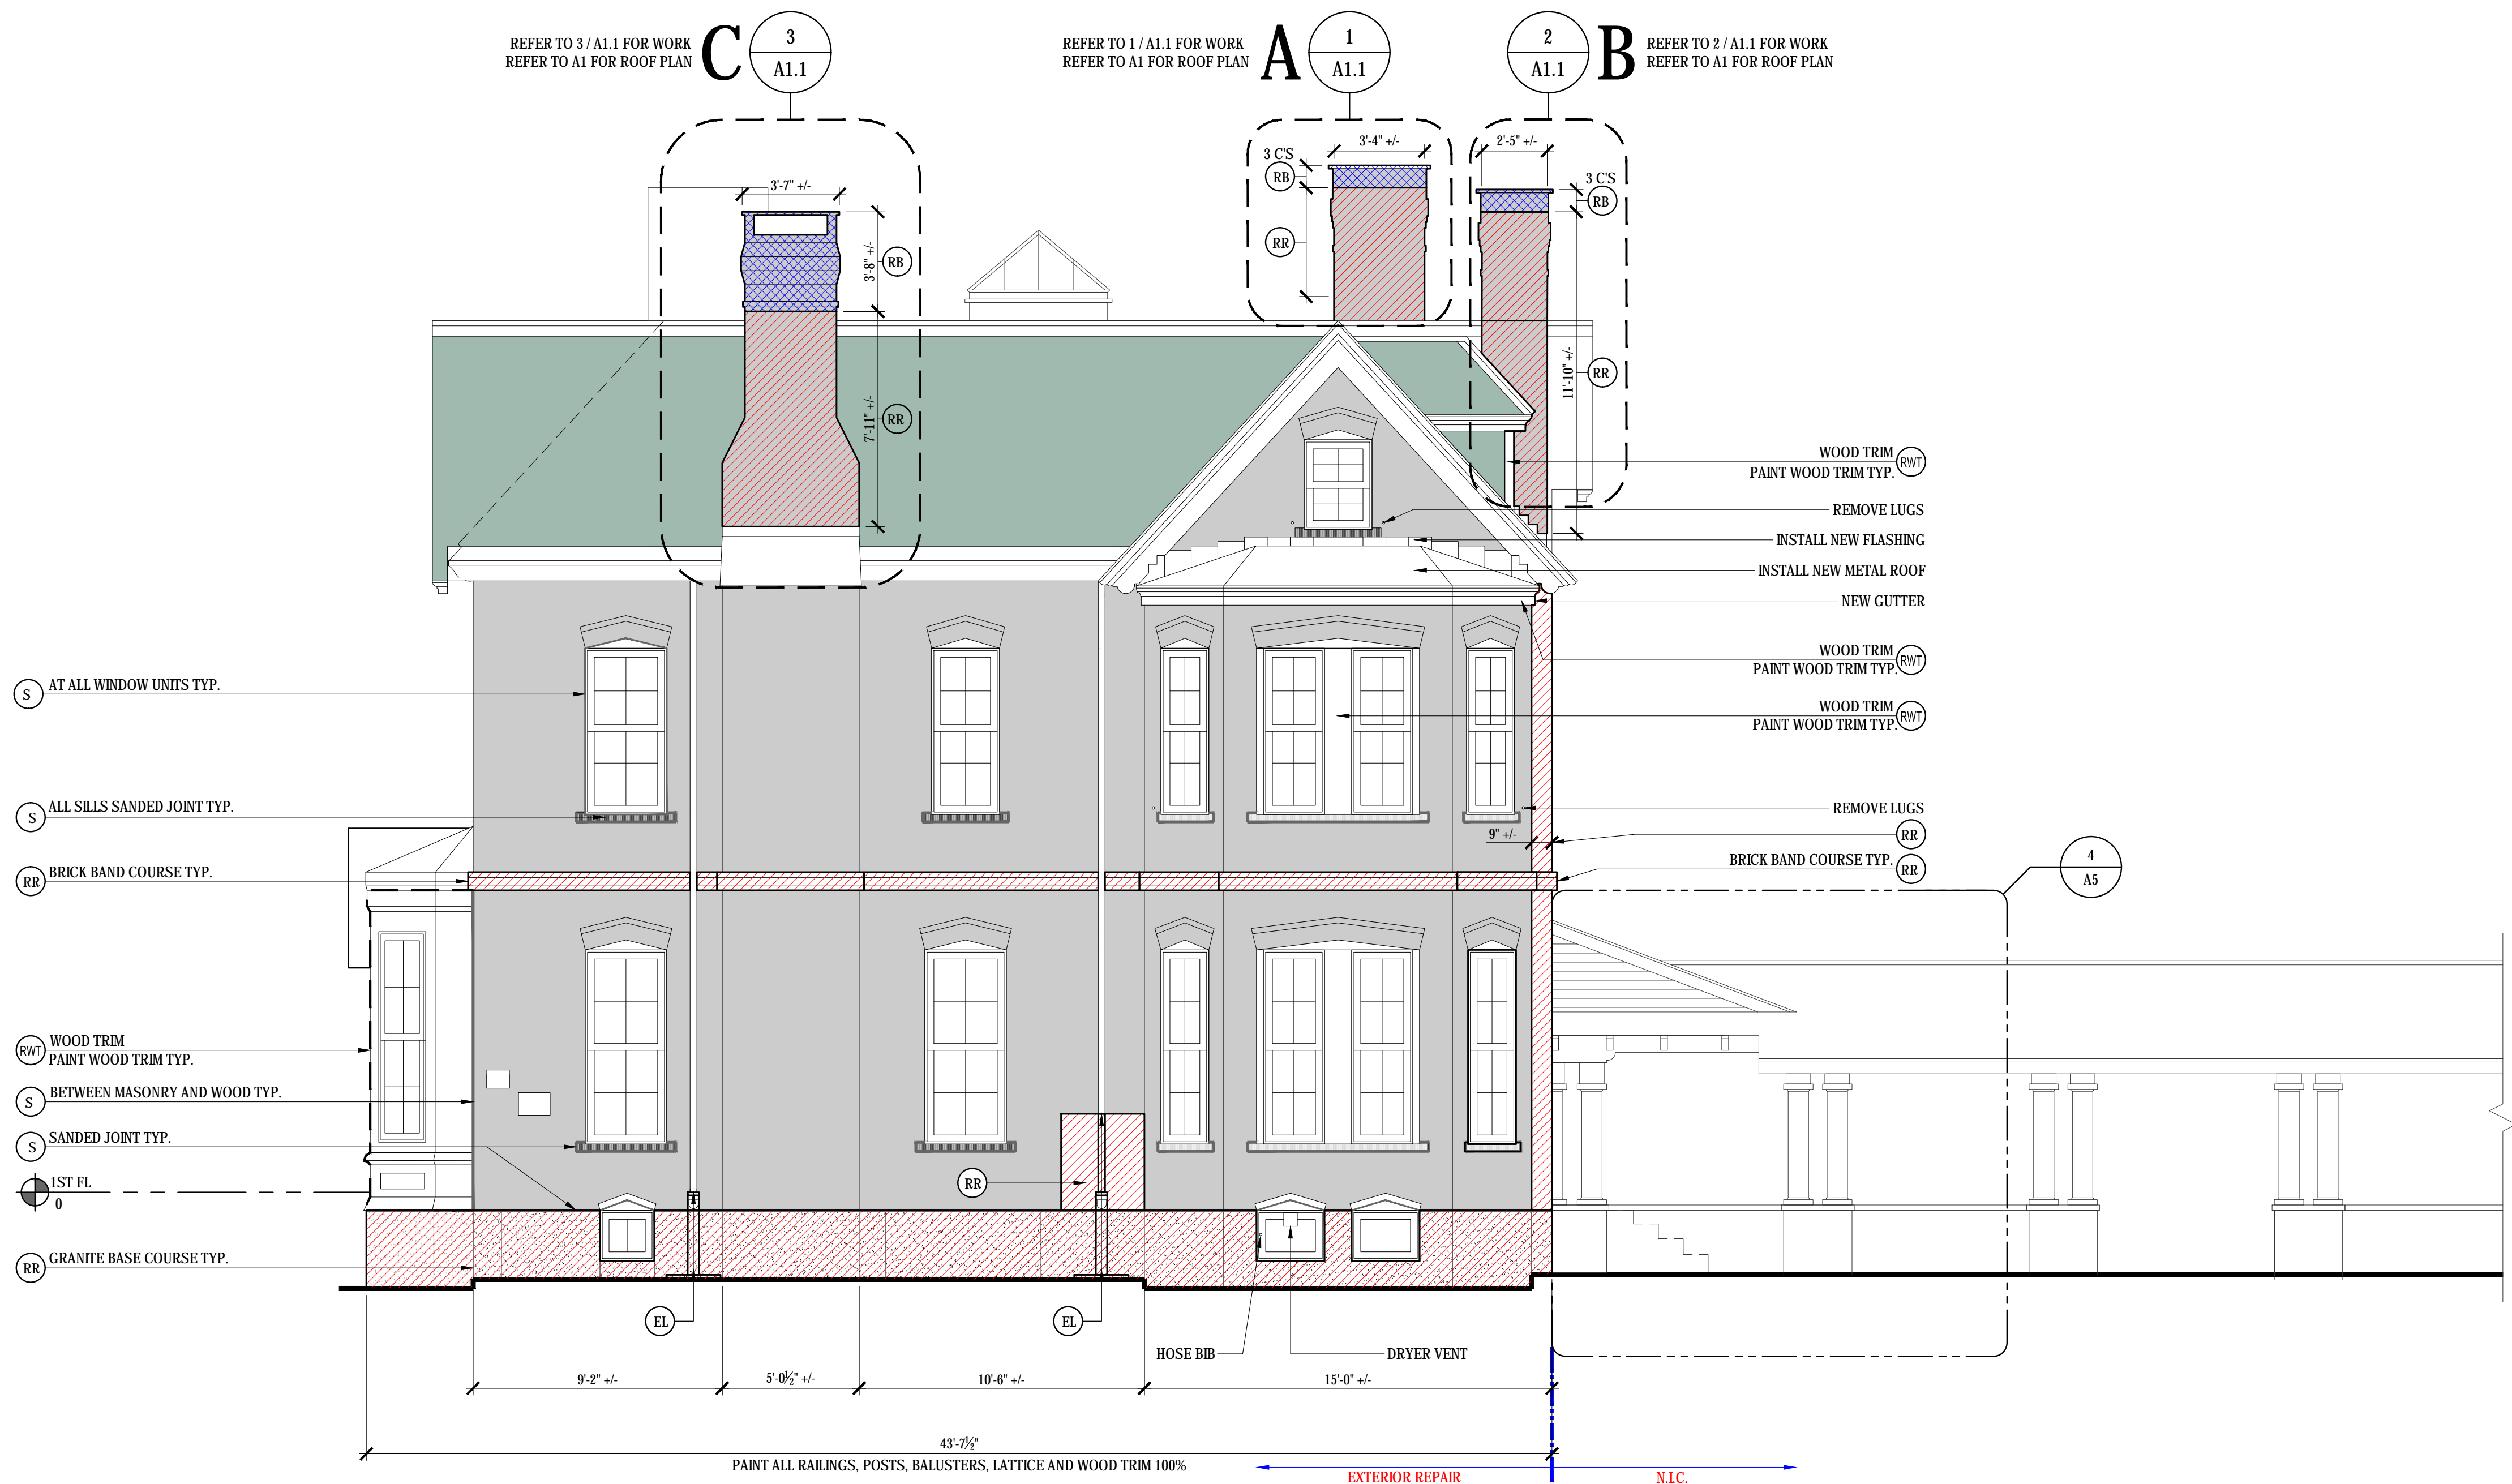 REFER TO 3 / A1.1 FOR WORK
REFER TO A1 FOR ROOF PLAN
C
3
A1.1
REFER TO 1 / A1.1 FOR WORK
REFER TO A1 FOR ROOF PLAN
A
1
A1.1
2
A1.1
B
REFER TO 2 / A1.1 FOR WORK
REFER TO A1 FOR ROOF PLAN
3'-7" +/-
3'-8" +/-
RB
7'-11" +/-
RR
3'-4" +/-
3 C'S
RB
RR
2'-5" +/-
3 C'S
RB
11'-10" +/-
RR
WOOD TRIM
PAINT WOOD TRIM TYP.
RWT
REMOVE LUGS
INSTALL NEW FLASHING
INSTALL NEW METAL ROOF
NEW GUTTER
WOOD TRIM
PAINT WOOD TRIM TYP.
RWT
WOOD TRIM
PAINT WOOD TRIM TYP.
RWT
REMOVE LUGS
9" +/-
RR
BRICK BAND COURSE TYP.
RR
4
A5
S
AT ALL WINDOW UNITS TYP.
S
ALL SILLS SANDED JOINT TYP.
RR
BRICK BAND COURSE TYP.
RWT
WOOD TRIM
PAINT WOOD TRIM TYP.
S
BETWEEN MASONRY AND WOOD TYP.
S
SANDED JOINT TYP.
1ST FL
0
RR
GRANITE BASE COURSE TYP.
RR
EL
EL
HOSE BIB
DRYER VENT
9'-2" +/-
5'-0½" +/-
10'-6" +/-
15'-0" +/-
43'-7½"
PAINT ALL RAILINGS, POSTS, BALUSTERS, LATTICE AND WOOD TRIM 100%
EXTERIOR REPAIR
N.I.C.